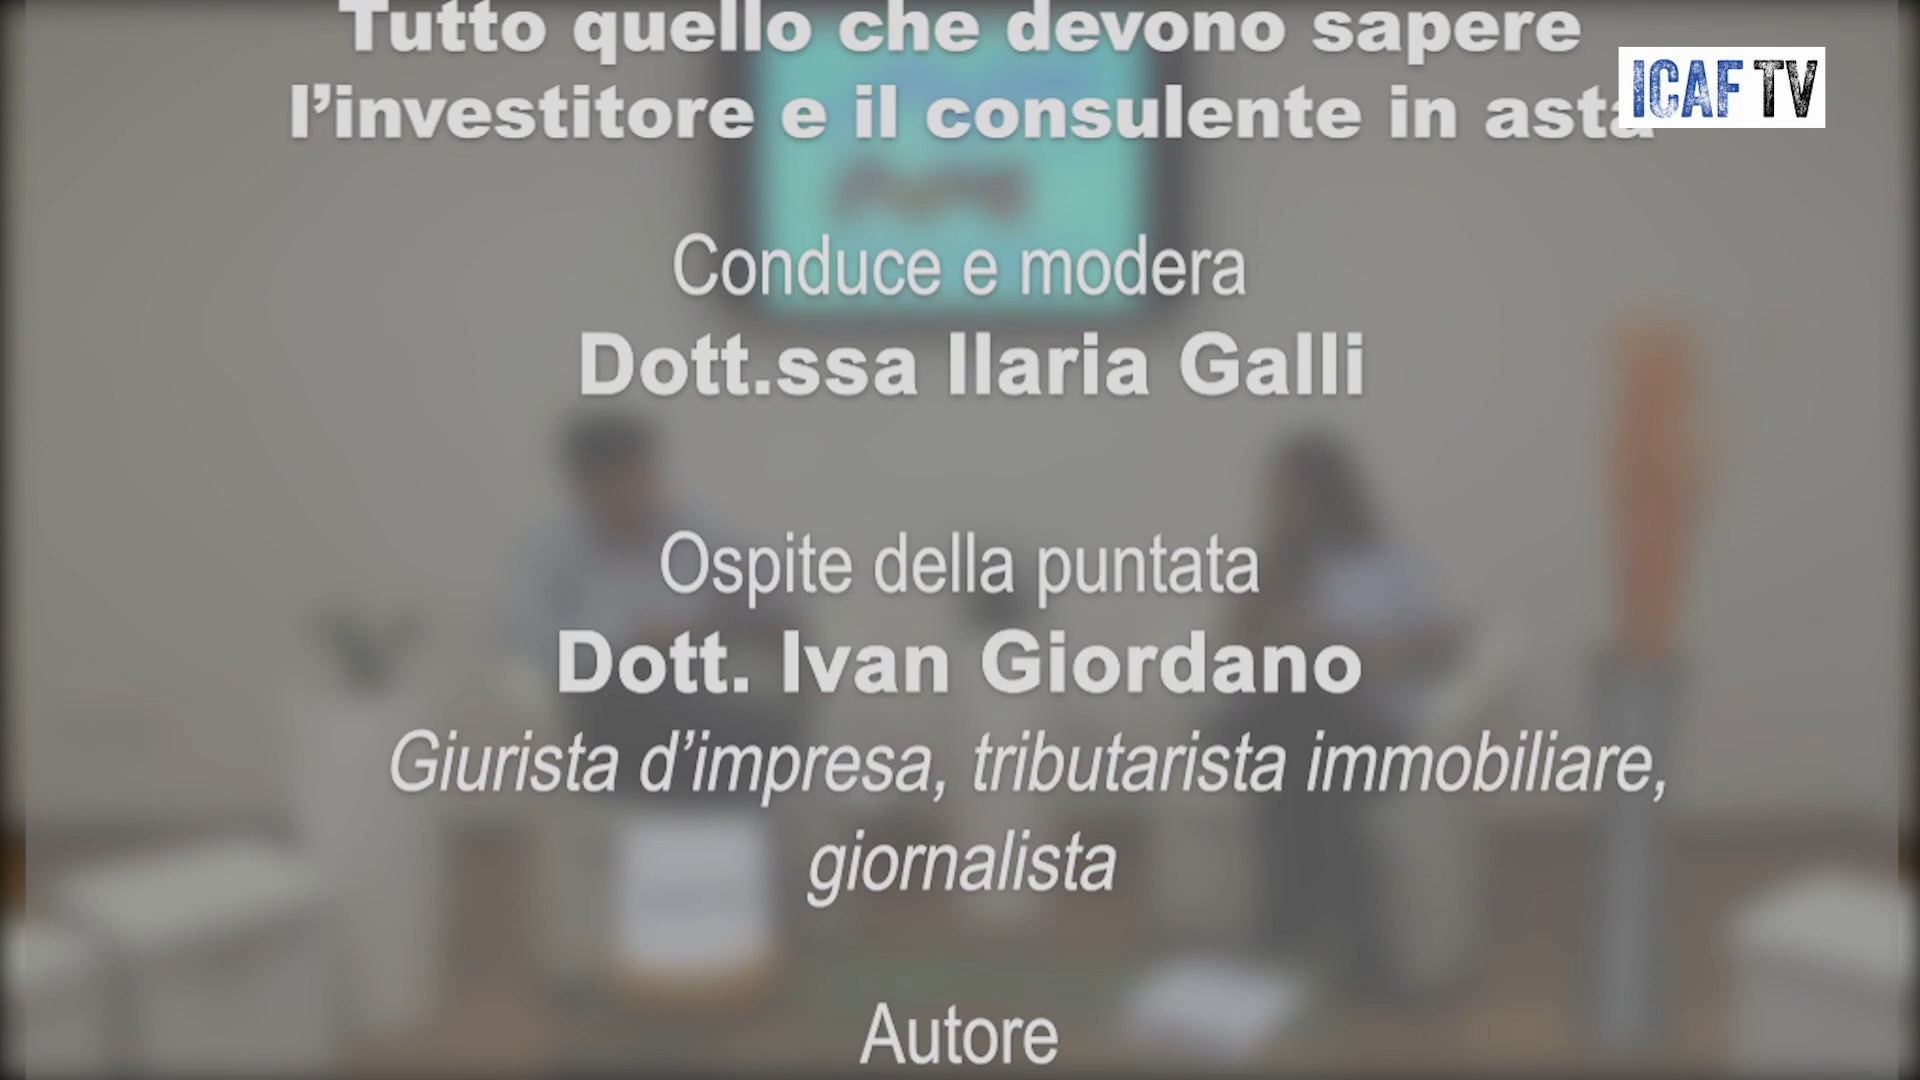 Tutto quello che devono sapere
l’investitore e il consulente in asta
ICAF TV
Conduce e modera
Dott.ssa Ilaria Galli
Ospite della puntata
Dott. Ivan Giordano
Giurista d’impresa, tributarista immobiliare,
giornalista
Autore